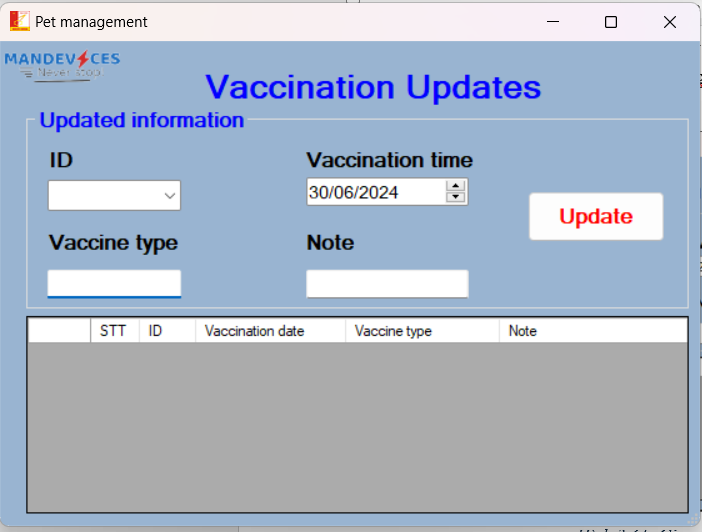 Pet management
MANDEVICES
Never stop
Vaccination Updates
Updated information
ID
Vaccination time
30/06/2024
Update
Vaccine type
Note
STT ID Vaccination date Vaccine type Note